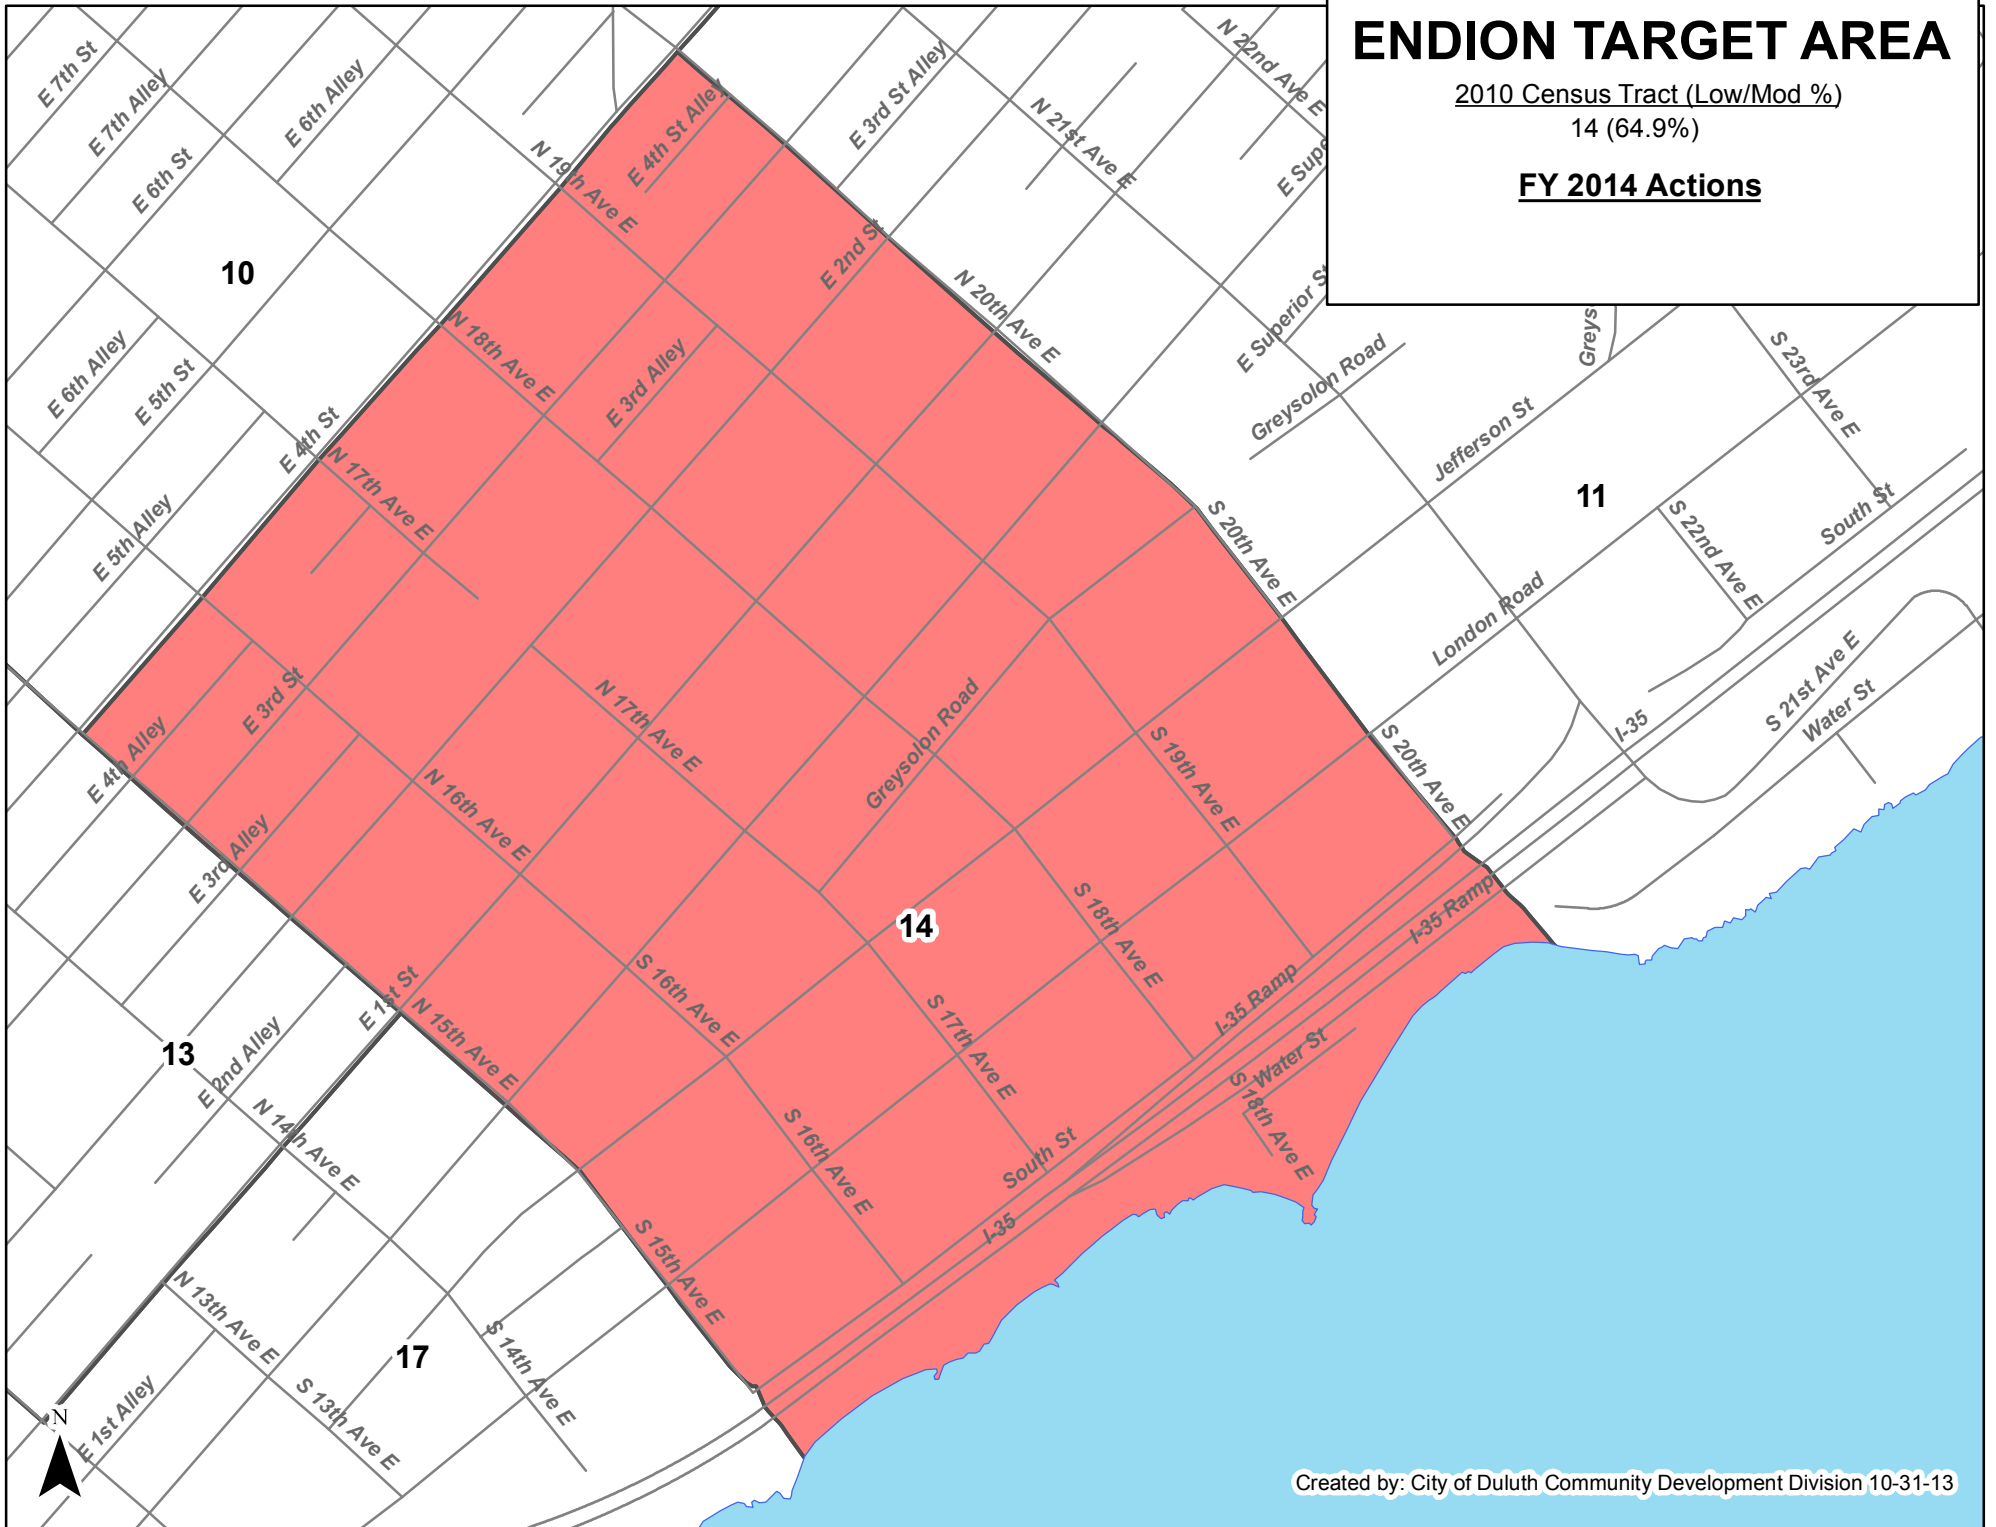 ENDION TARGET AREA
2010 Census Tract (Low/Mod %)
14 (64.9%)
FY 2014 Actions
E 7th St
E 7th Alley
E 6th Alley
E 6th St
N 19th Ave E
E 4th St Alley
E 3rd St Alley
N 21st Ave E
N 22nd Ave E
E Supe
10
E 2nd St
N 20th Ave E
E Superior St
Greysolon Road
Greys
S 23rd Ave E
E 6th Alley
E 5th St
N 18th Ave E
E 3rd Alley
Jefferson St
E 4th St
N 17th Ave E
11
E 5th Alley
S 20th Ave E
S 22nd Ave E
South St
London Road
E 3rd St
N 17th Ave E
Greysolon Road
S 21st Ave E
Water St
I-35
E 4th Alley
N 16th Ave E
S 19th Ave E
S 20th Ave E
E 3rd Alley
14
S 18th Ave E
I-35 Ramp
E 1st St
N 15th Ave E
S 16th Ave E
S 17th Ave E
I-35 Ramp
Water St
13
E 2nd Alley
N 14th Ave E
S 16th Ave E
South St
S 18th Ave E
I-35
S 15th Ave E
N 13th Ave E
17
S 14th Ave E
S 13th Ave E
E 1st Alley
N
Created by: City of Duluth Community Development Division 10-31-13